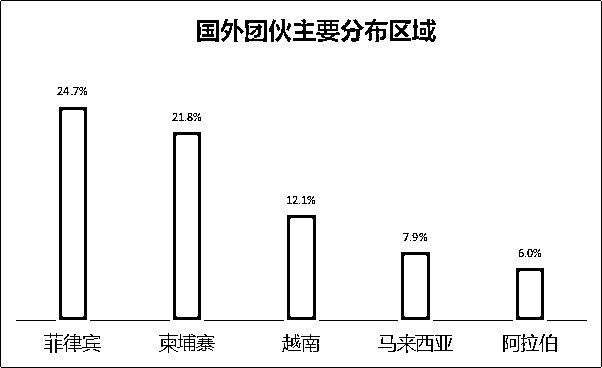 国外团伙主要分布区域
24.7%
21.8%
12.1%
7.9%
6.0%
菲律宾
柬埔寨
越南
马来西亚
阿拉伯